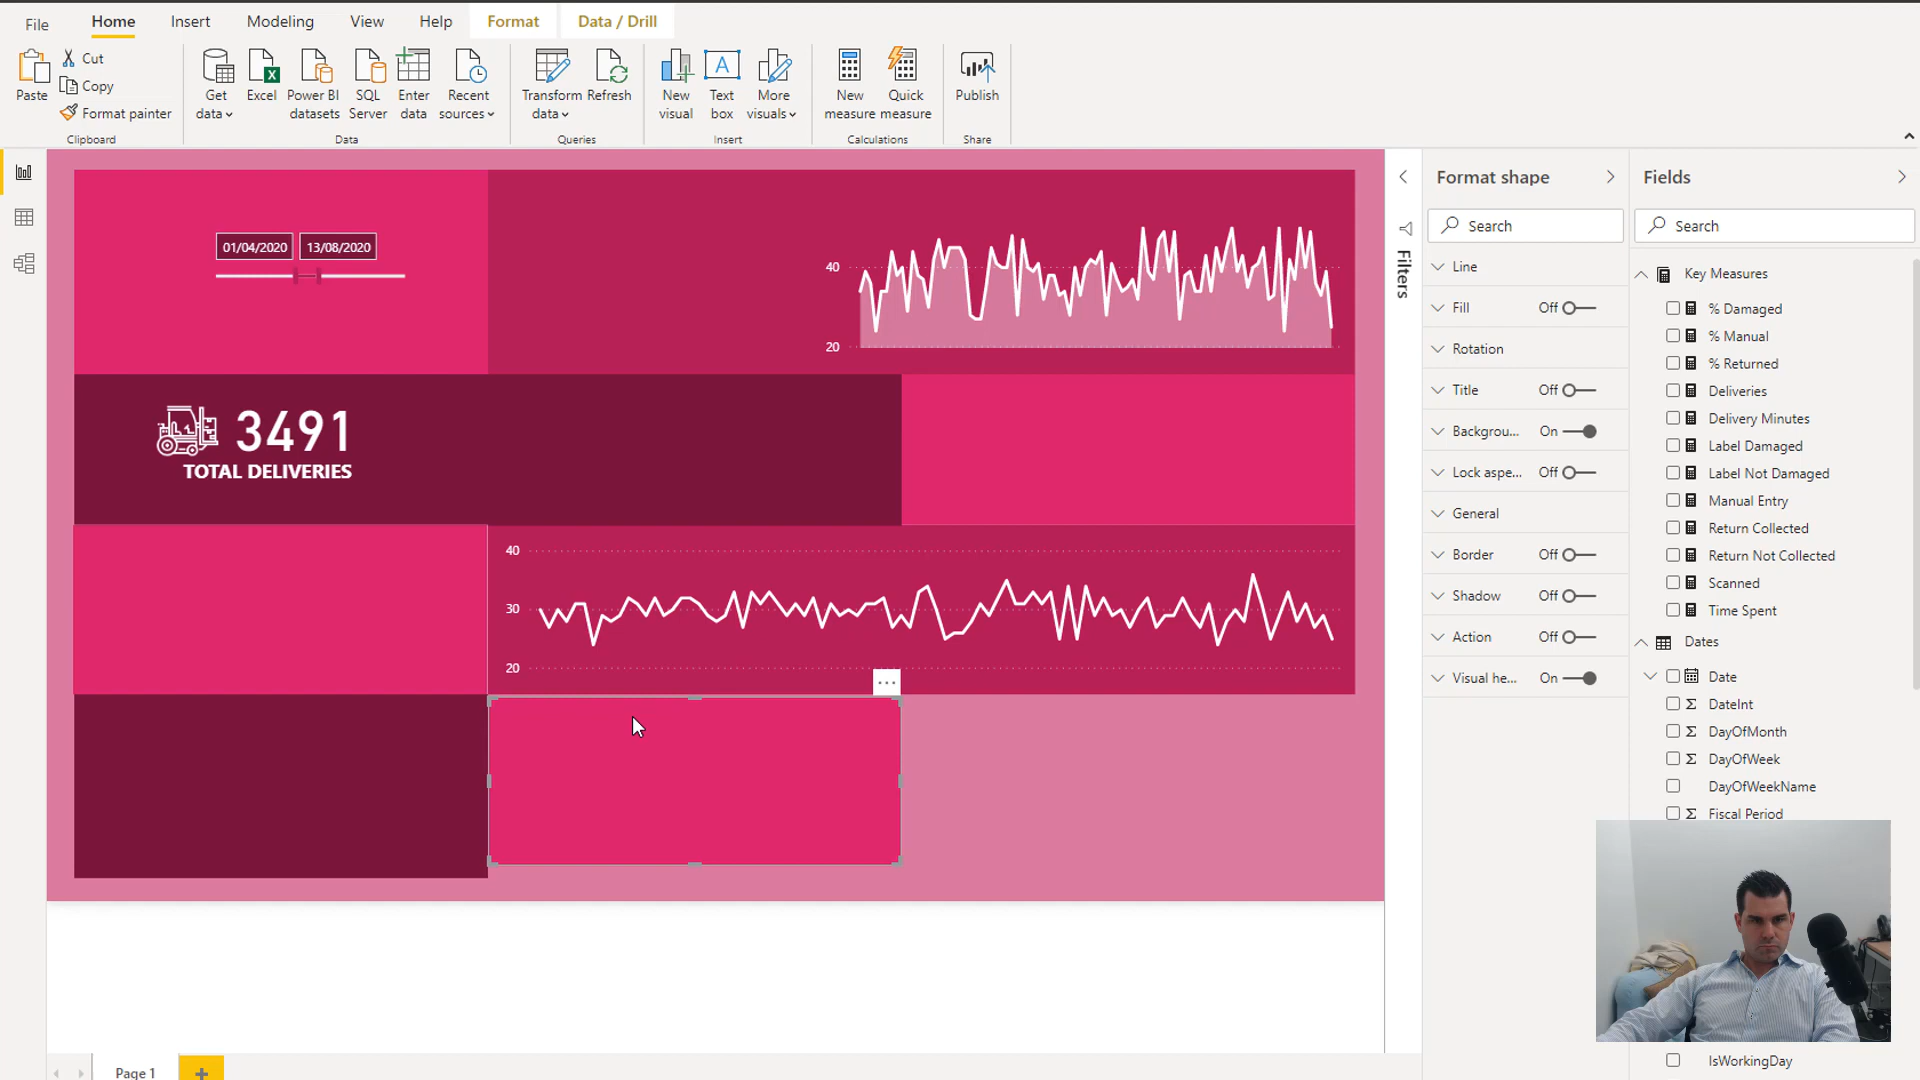 File
Home
Insert
Modeling
View
Help
Format
Data / Drill
Paste
Cut
Copy
Format painter
Clipboard
Get data
Excel
Power BI datasets
SQL Server
Enter data
Recent sources
Data
Transform data
Refresh
Queries
New visual
A
Text box
More visuals
Insert
New measure
Quick measure
Calculations
Publish
Share
01/04/2020
13/08/2020
40
20
3491
TOTAL DELIVERIES
40
30
20
...
Page 1
+
Filters
Format shape
Search
Line
Fill
Off
Rotation
Title
Off
Backgrou...
On
Lock aspe...
Off
General
Border
Off
Shadow
Off
Action
Off
Visual he...
On
Fields
Search
Key Measures
% Damaged
% Manual
% Returned
Deliveries
Delivery Minutes
Label Damaged
Label Not Damaged
Manual Entry
Return Collected
Return Not Collected
Scanned
Time Spent
Dates
Date
Σ DateInt
Σ DayOfMonth
Σ DayOfWeek
DayOfWeekName
Σ Fiscal Period
IsWorkingDay